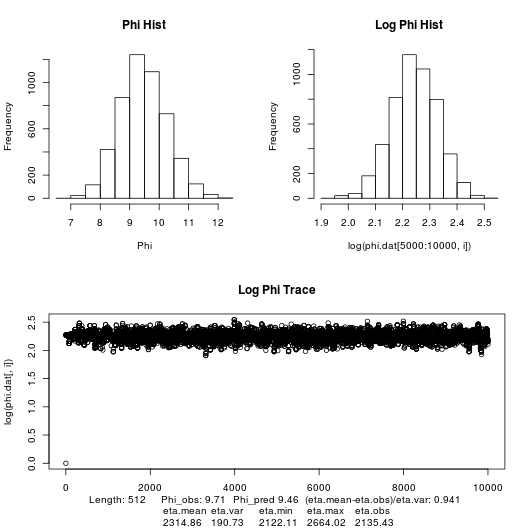 Phi Hist
Frequency
0 200 600 1000
7 8 9 10 11 12
Phi
Log Phi Hist
Frequency
0 200 600 1000
1.9 2.0 2.1 2.2 2.3 2.4 2.5
log(phi.dat[5000:10000, i])
Log Phi Trace
log(phi.dat[, i])
0.0 0.5 1.0 1.5 2.0 2.5
0 2000 4000 6000 8000 10000
Length: 512 Phi_obs: 9.71 Phi_pred 9.46 (eta.mean-eta.obs)/eta.var: 0.941
eta.mean eta.var eta.min eta.max eta.obs
2314.86 190.73 2122.11 2664.02 2135.43